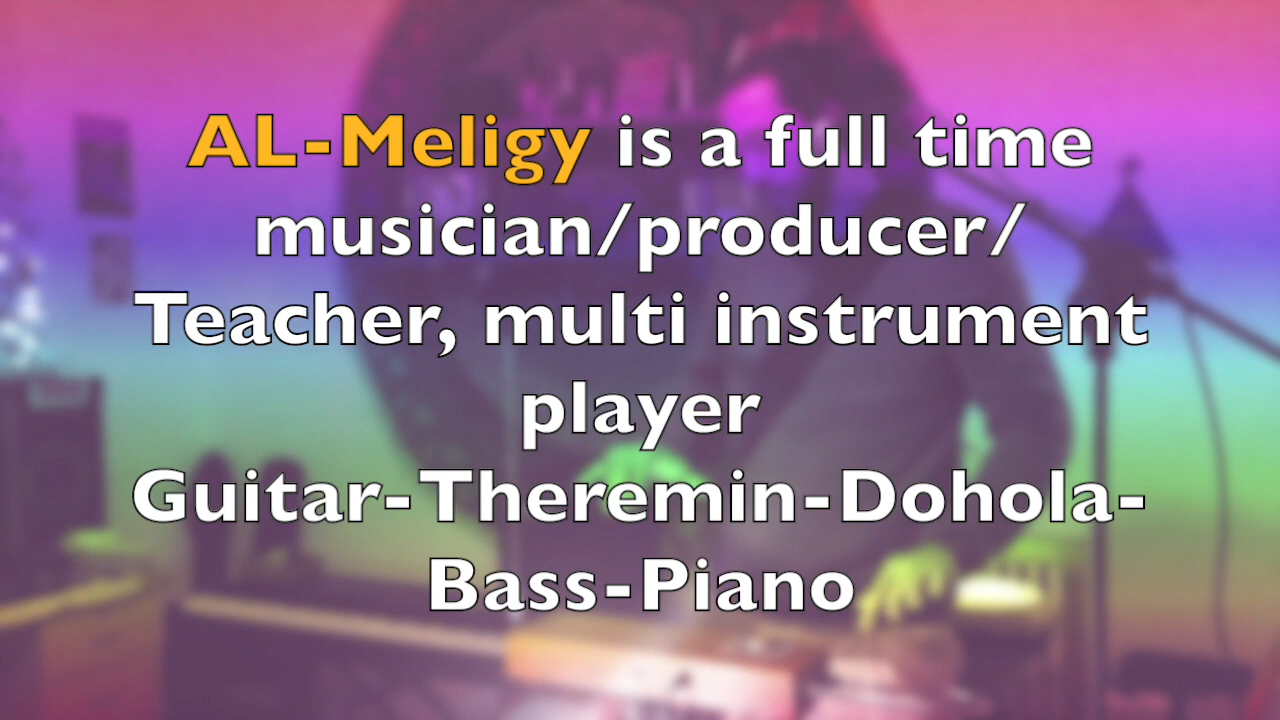 AL-Meligy is a full time
musician/producer/
Teacher, multi instrument
player
Guitar-Theremin-Dohola-
Bass-Piano